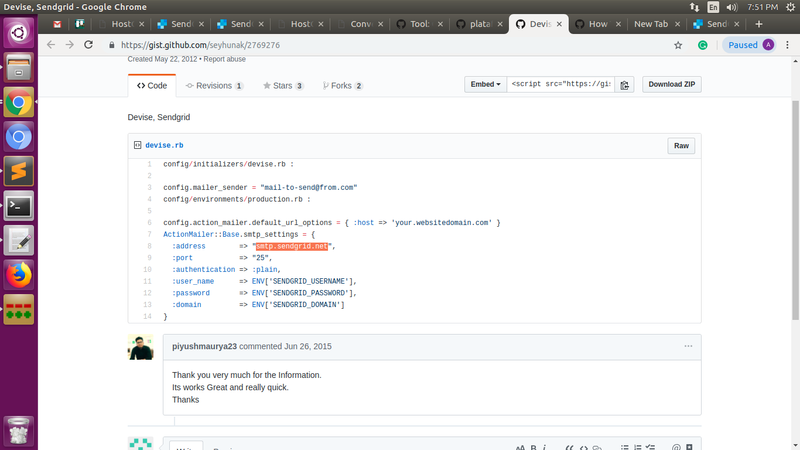 Devise, Sendgrid - Google Chrome
En
7:51 PM
Hosti
Send
Send
Hoste
Conve
Tool:
plata
Devis
How
New Tab
Send
https://gist.github.com/seyhunak/2769276
Paused
A
Created May 22, 2012 • Report abuse
Code
Revisions 1
Stars 3
Forks 2
Embed
<script src="https://gis
Download ZIP
Devise, Sendgrid
devise.rb
Raw
1 config/initializers/devise.rb :
2
3 config.mailer_sender = "mail-to-send@from.com"
4 config/environments/production.rb :
5
6 config.action_mailer.default_url_options = { :host => 'your.websitedomain.com' }
7 ActionMailer::Base.smtp_settings = {
8 :address => "smtp.sendgrid.net",
9 :port => "25",
10 :authentication => :plain,
11 :user_name => ENV['SENDGRID_USERNAME'],
12 :password => ENV['SENDGRID_PASSWORD'],
13 :domain => ENV['SENDGRID_DOMAIN']
14 }
piyushmaurya23 commented Jun 26, 2015
Thank you very much for the Information.
Its works Great and really quick.
Thanks